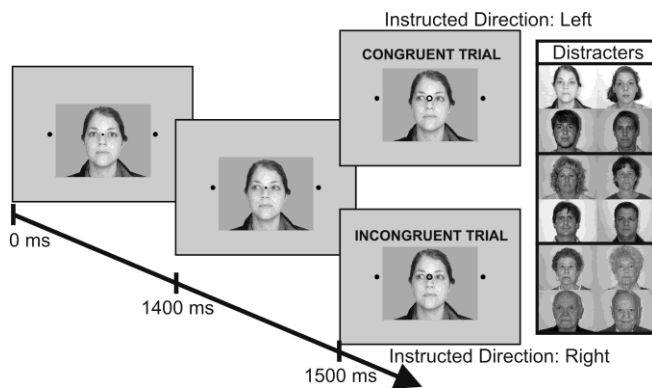 Instructed Direction: Left
CONGRUENT TRIAL
Distracters
INCONGRUENT TRIAL
0 ms
1400 ms
1500 ms
Instructed Direction: Right